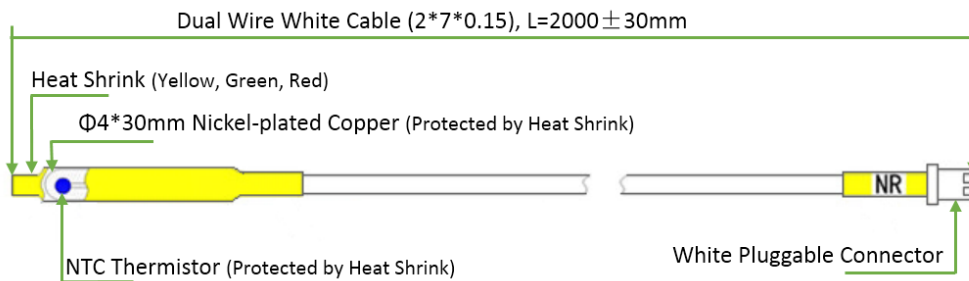 Dual Wire White Cable (2*7*0.15), L=2000±30mm
Heat Shrink (Yellow, Green, Red)
Φ4*30mm Nickel-plated Copper (Protected by Heat Shrink)
NR
White Pluggable Connector
NTC Thermistor (Protected by Heat Shrink)